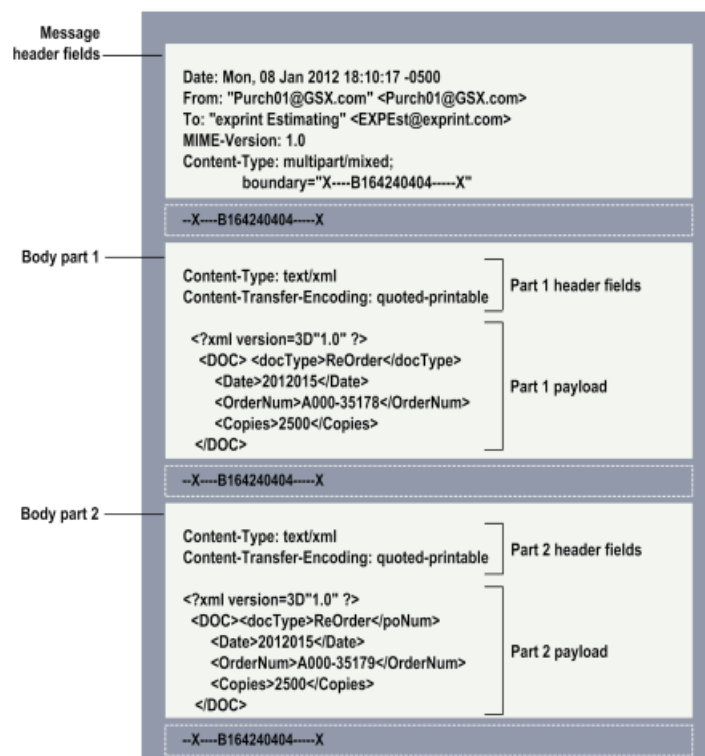 Message
header fields
Date: Mon, 08 Jan 2012 18:10:17 -0500
From: "Purch01@GSX.com" <Purch01@GSX.com>
To: "exprint Estimating" <EXPEst@exprint.com>
MIME-Version: 1.0
Content-Type: multipart/mixed;
boundary="X----B164240404-----X"
--X----B164240404-----X
Body part 1
Content-Type: text/xml
Content-Transfer-Encoding: quoted-printable
Part 1 header fields
<?xml version=3D"1.0" ?>
<DOC> <docType>ReOrder</docType>
<Date>2012015</Date>
<OrderNum>A000-35178</OrderNum>
<Copies>2500</Copies>
</DOC>
Part 1 payload
--X----B164240404-----X
Body part 2
Content-Type: text/xml
Content-Transfer-Encoding: quoted-printable
Part 2 header fields
<?xml version=3D"1.0" ?>
<DOC><docType>ReOrder</poNum>
<Date>2012015</Date>
<OrderNum>A000-35179</OrderNum>
<Copies>2500</Copies>
</DOC>
Part 2 payload
--X----B164240404-----X